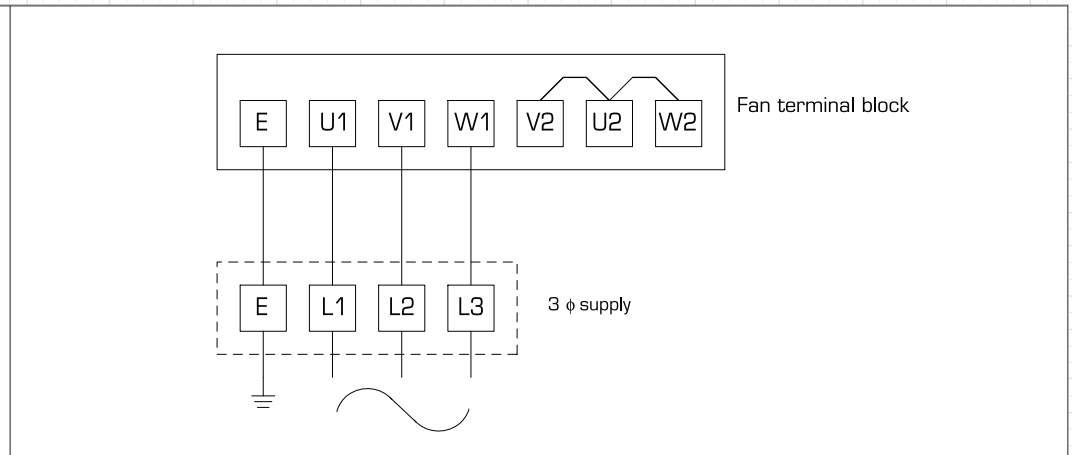 E U1 V1 W1 V2 U2 W2
Fan terminal block
E L1 L2 L3
3 ϕ supply